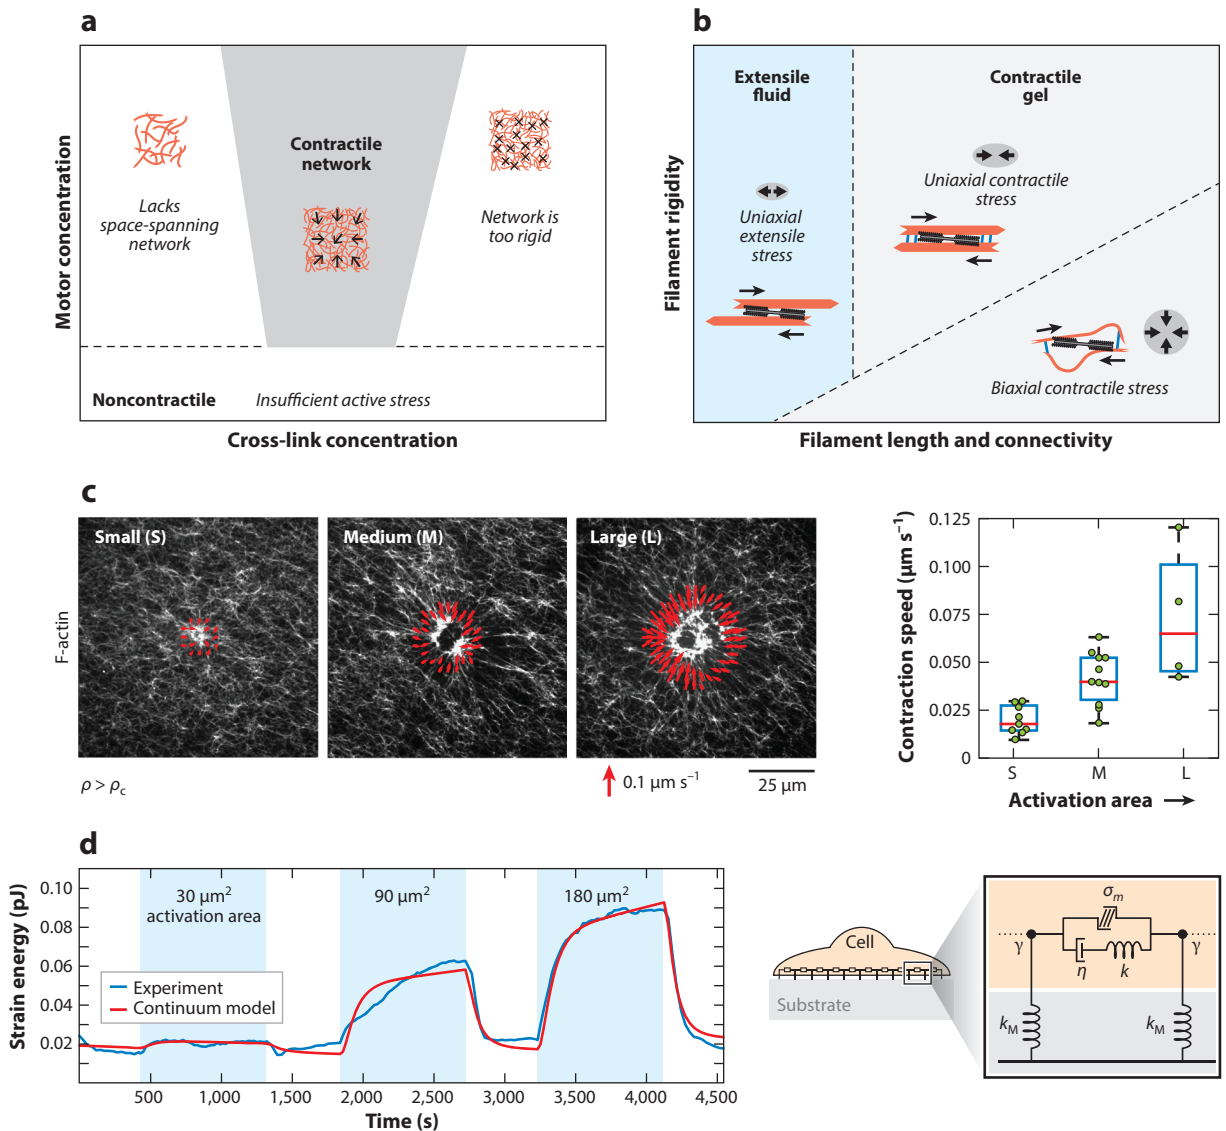 a
Motor concentration
Lacks
space-spanning
network
Contractile
network
Network is
too rigid
Noncontractile
Insufficient active stress
Cross-link concentration
b
Filament rigidity
Extensile
fluid
Contractile
gel
Uniaxial
extensile
stress
Uniaxial contractile
stress
Biaxial contractile stress
Filament length and connectivity
c
F-actin
Small (S)
Medium (M)
Large (L)
ρ > ρc
0.1 μm s⁻¹
25 μm
Contraction speed (μm s⁻¹)
0.125
0.100
0.075
0.050
0.025
0
S
M
L
Activation area
d
Strain energy (pJ)
0.10
0.08
0.06
0.04
0.02
30 μm²
activation area
90 μm²
180 μm²
Experiment
Continuum model
500
1,000
1,500
2,000
2,500
3,000
3,500
4,000
4,500
Time (s)
Cell
Substrate
σm
γ
γ
η
k
kM
kM